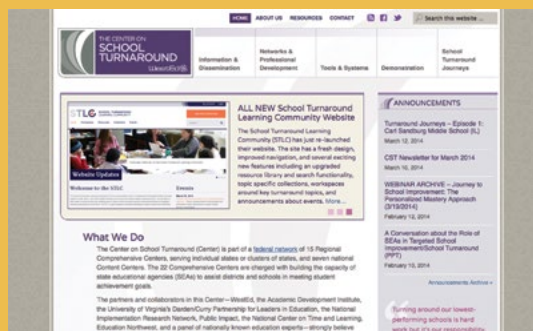 HOME ABOUT US RESOURCES CONTACT
Search this website ...
THE CENTER ON
SCHOOL
TURNAROUND
WestEd
Information &
Dissemination
Networks &
Professional
Development
Tools & Systems
Demonstration
School
Turnaround
Journeys
STLC
Website Updates
Welcome to the STLC
Events
ALL NEW School Turnaround
Learning Community Website
The School Turnaround Learning
Community (STLC) has just re-launched
their website. The site has a fresh design,
improved navigation, and several exciting
new features including an upgraded
resource library and search functionality,
topic specific collections, workspaces
around key turnaround topics, and
announcements about events. More...
ANNOUNCEMENTS
Turnaround Journeys – Episode 1:
Carl Sandburg Middle School (IL)
March 12, 2014
CST Newsletter for March 2014
March 10, 2014
WEBINAR ARCHIVE – Journey to
School Improvement: The
Personalized Mastery Approach
(2/19/2014)
February 13, 2014
A Conversation about the Role of
SEAs in Targeted School
Improvement/School Turnaround
(PPT)
February 10, 2014
Announcements Archive »
What We Do
The Center on School Turnaround (Center) is part of a federal network of 15 Regional
Comprehensive Centers, serving individual states or clusters of states, and seven national
Content Centers. The 22 Comprehensive Centers are charged with building the capacity of
state educational agencies (SEAs) to assist districts and schools in meeting student
achievement goals.
The partners and collaborators in this Center—WestEd, the Academic Development Institute,
the University of Virginia's Darden/Curry Partnership for Leaders in Education, the National
Implementation Research Network, Public Impact, the National Center on Time and Learning,
Education Northwest, and a panel of nationally known education experts—strongly believe
Turning around our lowest-
performing schools is hard
work but it's our responsibility